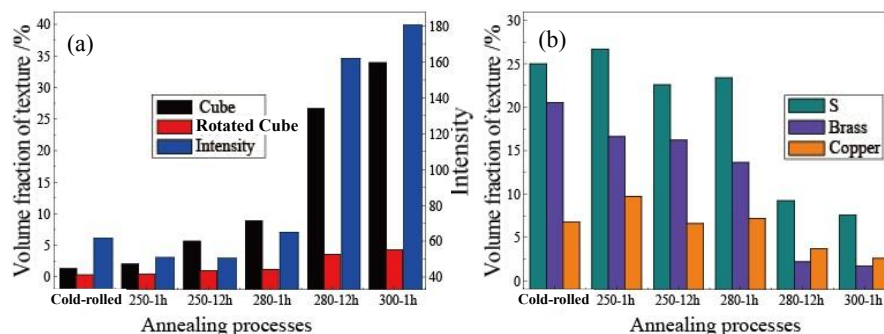 (a)
Volume fraction of texture /%
40
35
30
25
20
15
10
5
0
Cube
Rotated Cube
Intensity
180
160
140
120
100
80
60
40
Intensity
Cold-rolled 250-1h 250-12h 280-1h 280-12h 300-1h
Annealing processes
(b)
Volume fraction of texture /%
30
25
20
15
10
5
0
S
Brass
Copper
Cold-rolled 250-1h 250-12h 280-1h 280-12h 300-1h
Annealing processes